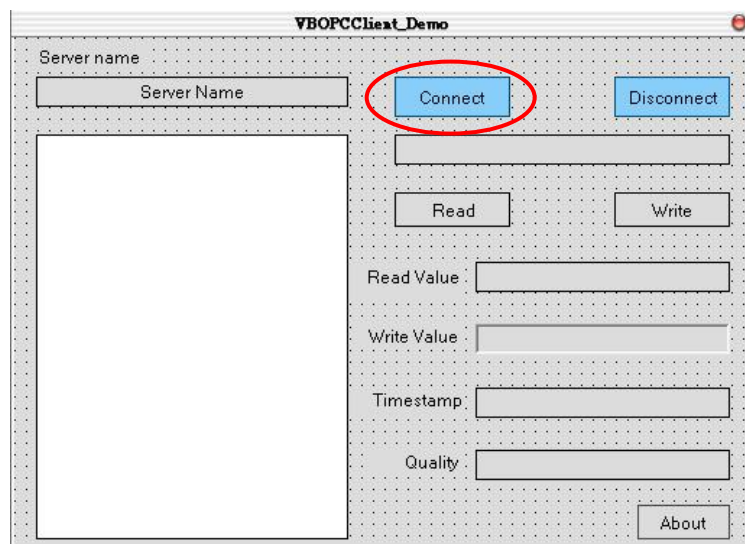 VBOPCClient_Demo
Server name
Server Name
Connect
Disconnect
Read
Write
Read Value
Write Value
Timestamp
Quality
About